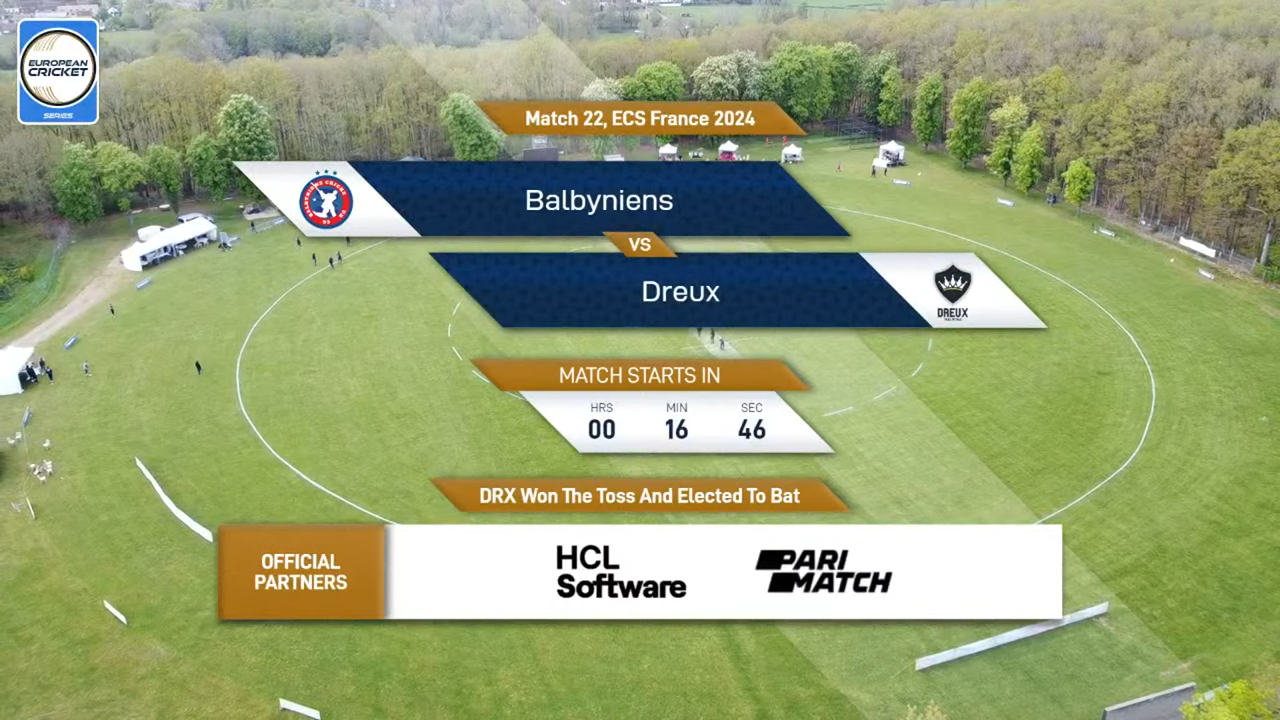 EUROPEAN
CRICKET
SERIES
Match 22, ECS France 2024
Balbyniens
VS
Dreux
DREUX
MATCH STARTS IN
HRS MIN SEC
00 16 46
DRX Won The Toss And Elected To Bat
OFFICIAL
PARTNERS
HCL
Software
PARI
MATCH